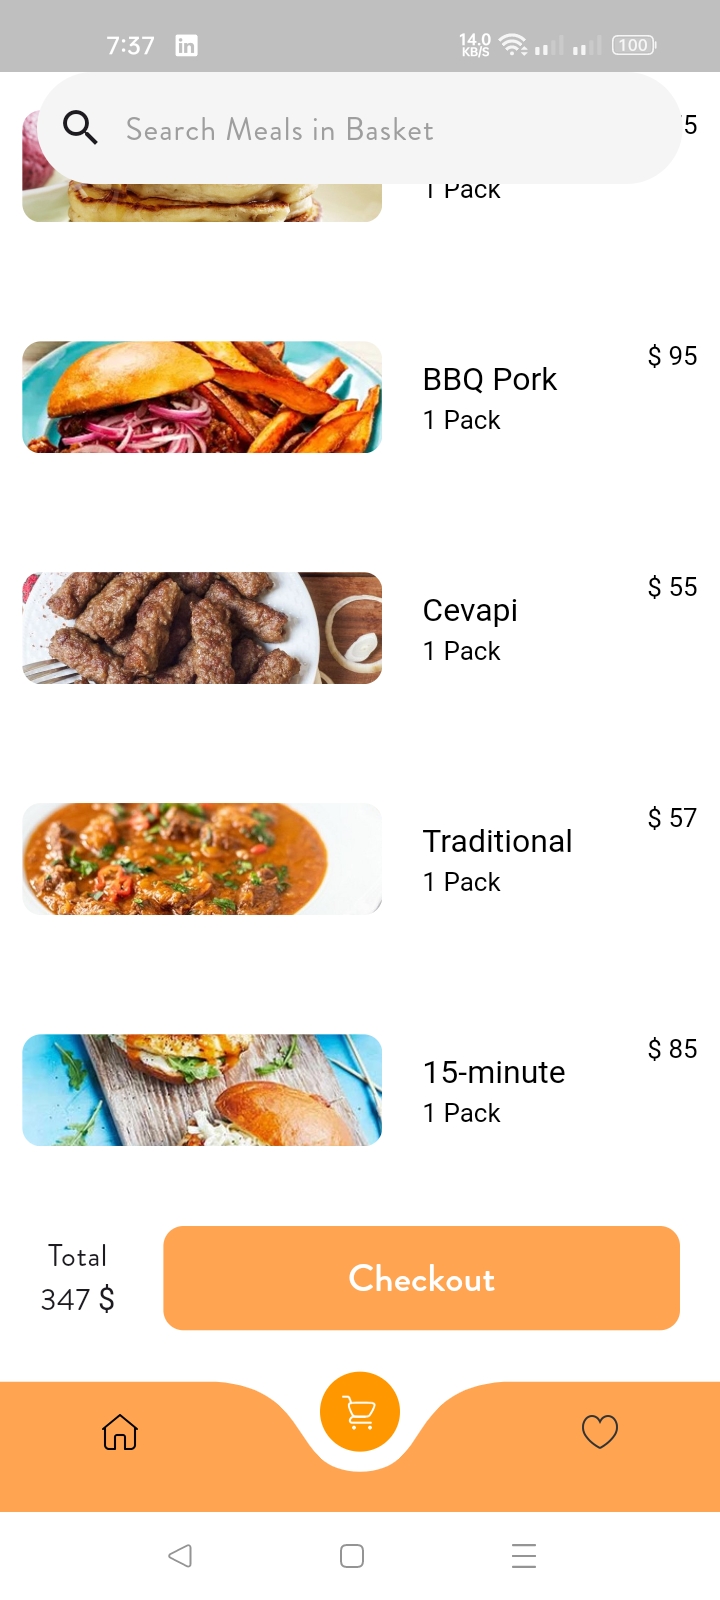 7:37 in 14.0 KB/S 100
Search Meals in Basket
5
1 Pack
$ 95
BBQ Pork
1 Pack
$ 55
Cevapi
1 Pack
$ 57
Traditional
1 Pack
$ 85
15-minute
1 Pack
Total
347 $
Checkout